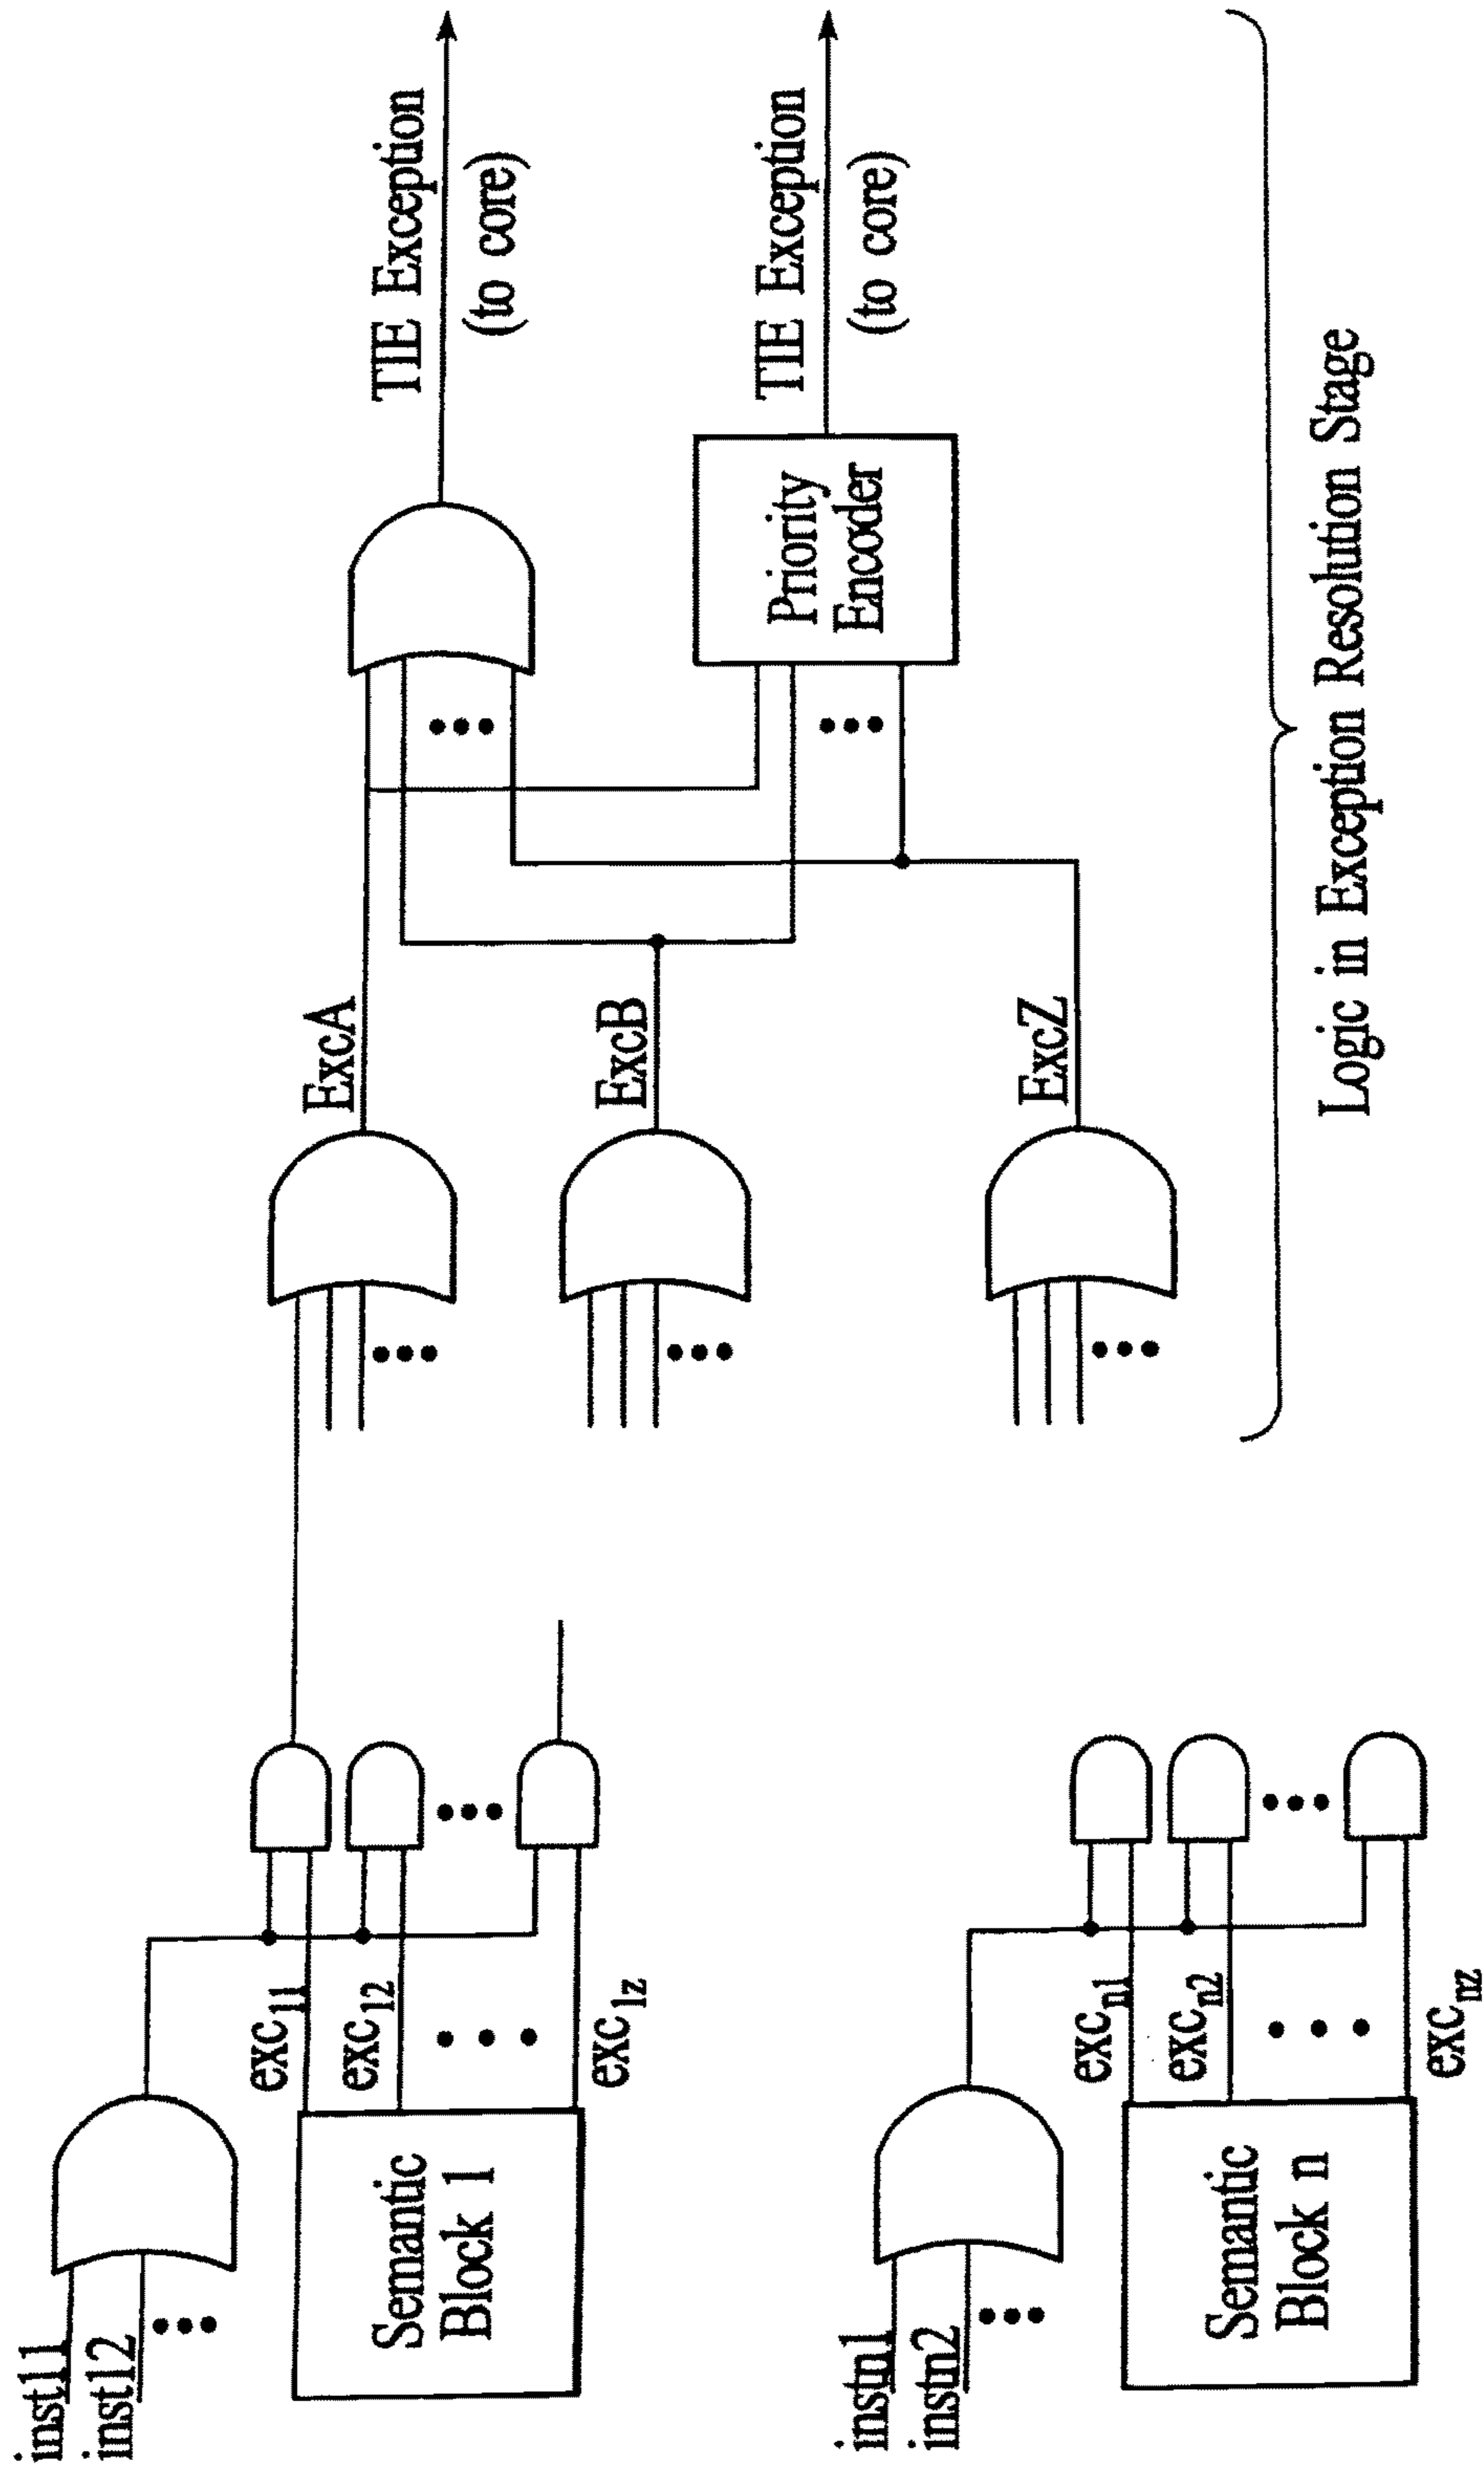 inst11
inst12
exc11
exc12
exc1z
Semantic
Block 1
instn1
instn2
excn1
excn2
excnz
Semantic
Block n
ExcA
ExcB
ExcZ
TIE Exception
(to core)
Priority
Encoder
TIE Exception
(to core)
Logic in Exception Resolution Stage